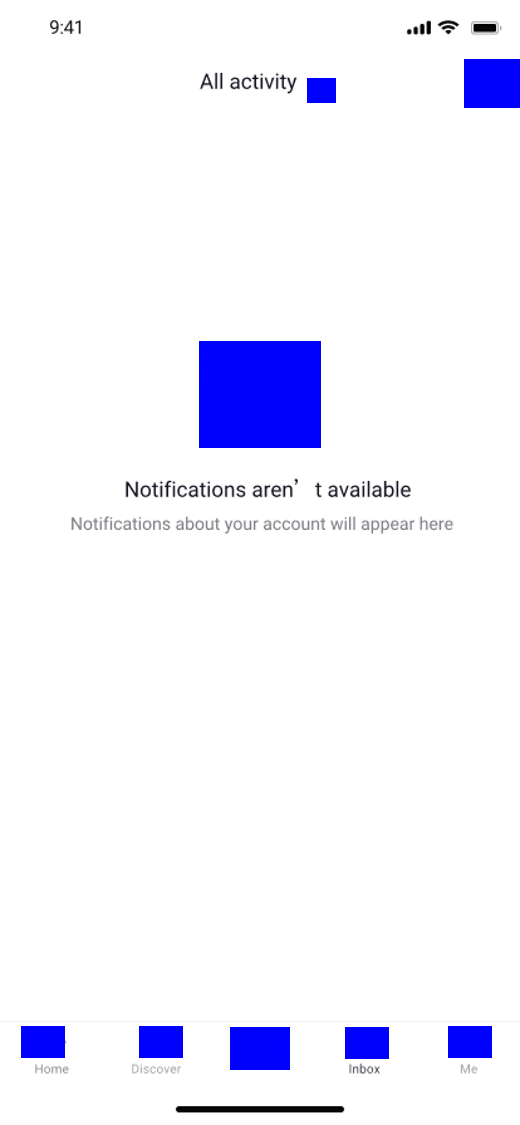 9:41
All activity
Notifications aren’t available
Notifications about your account will appear here
Home
Discover
Inbox
Me